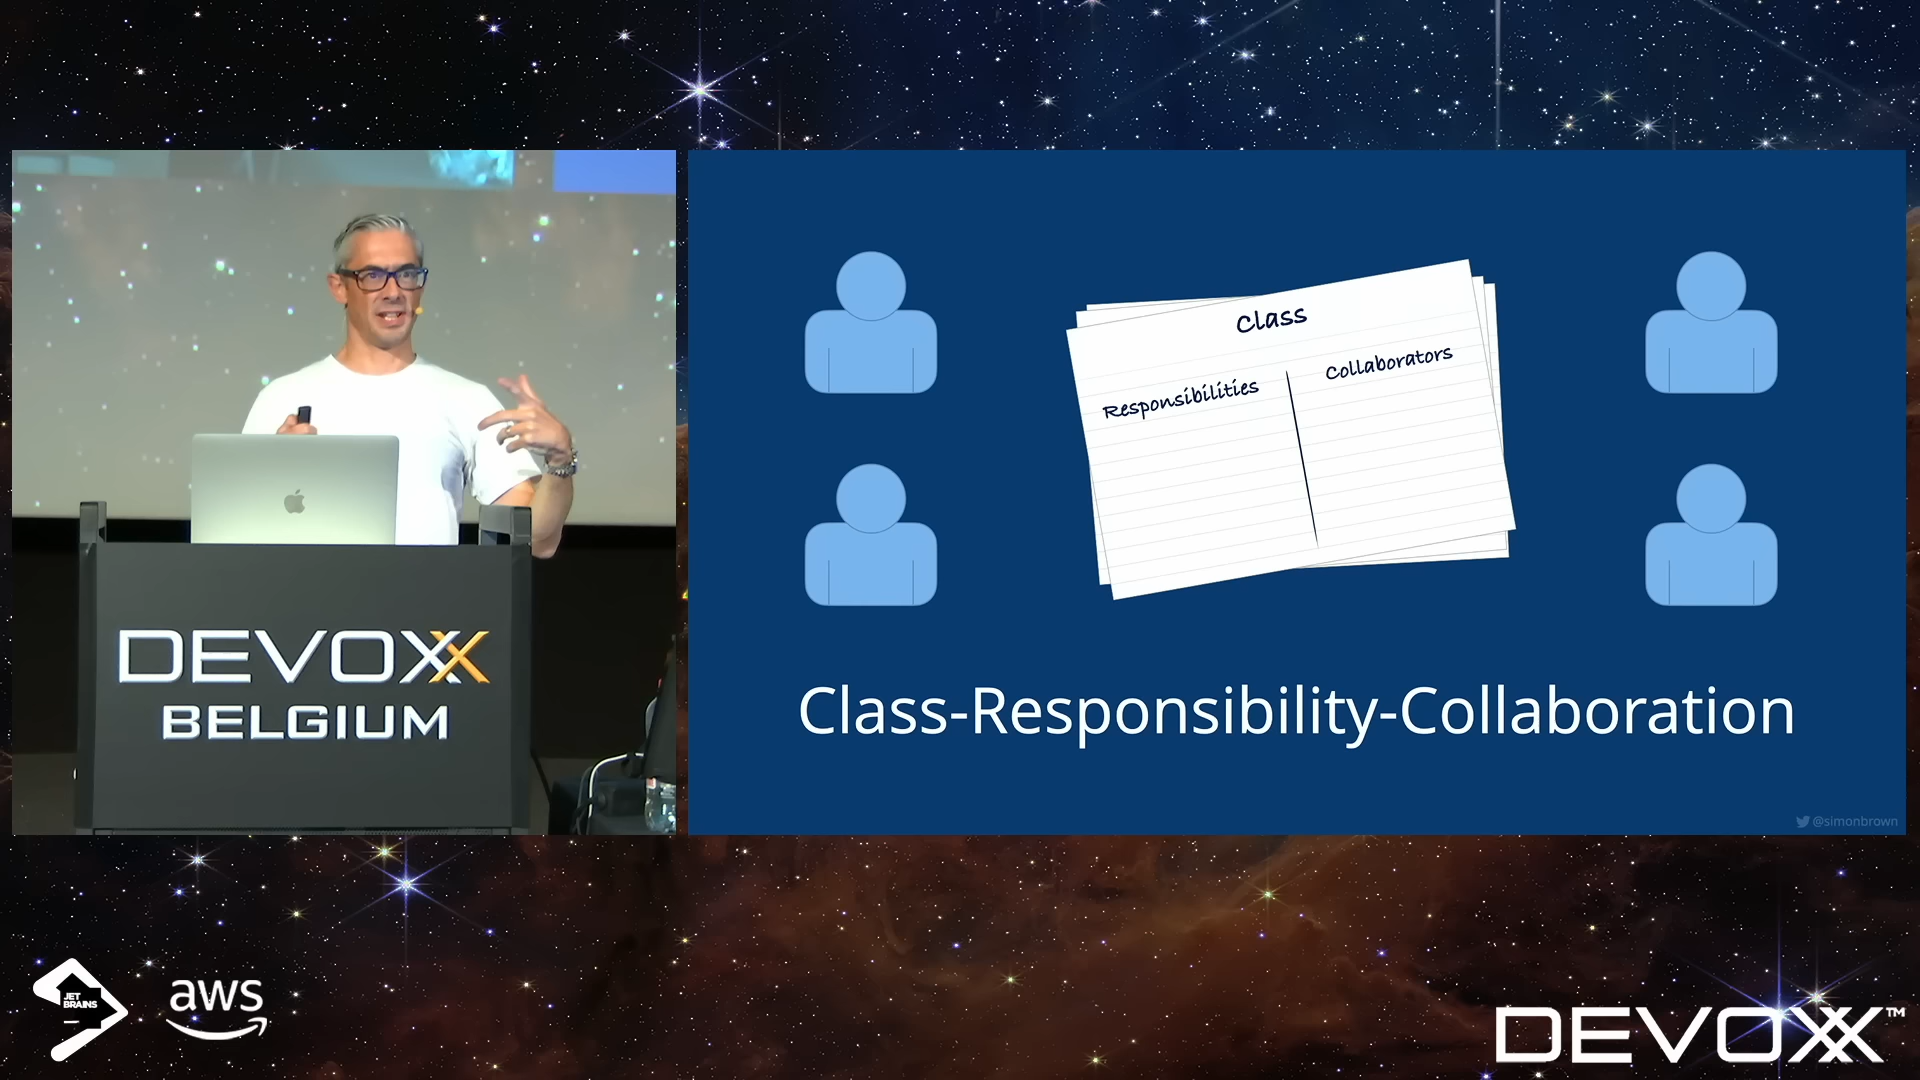 Class
Responsibilities
Collaborators
Class-Responsibility-Collaboration
@simonbrown
DEVOXX
BELGIUM
JET
BRAINS
aws
DEVOXX™